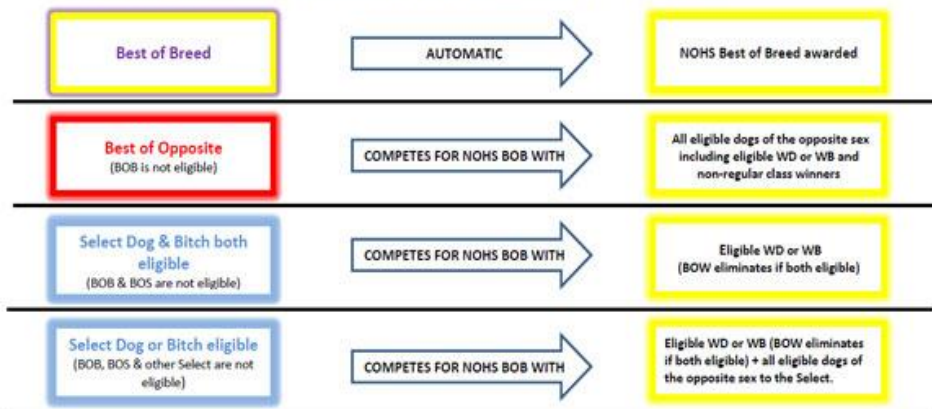 Best of Breed
AUTOMATIC
NOHS Best of Breed awarded
Best of Opposite
(BOB is not eligible)
COMPETES FOR NOHS BOB WITH
All eligible dogs of the opposite sex
including eligible WD or WB and
non-regular class winners
Select Dog & Bitch both
eligible
(BOB & BOS are not eligible)
COMPETES FOR NOHS BOB WITH
Eligible WD or WB
(BOW eliminates if both eligible)
Select Dog or Bitch eligible
(BOB, BOS & other Select are not
eligible)
COMPETES FOR NOHS BOB WITH
Eligible WD or WB (BOW eliminates
if both eligible) + all eligible dogs of
the opposite sex to the Select.